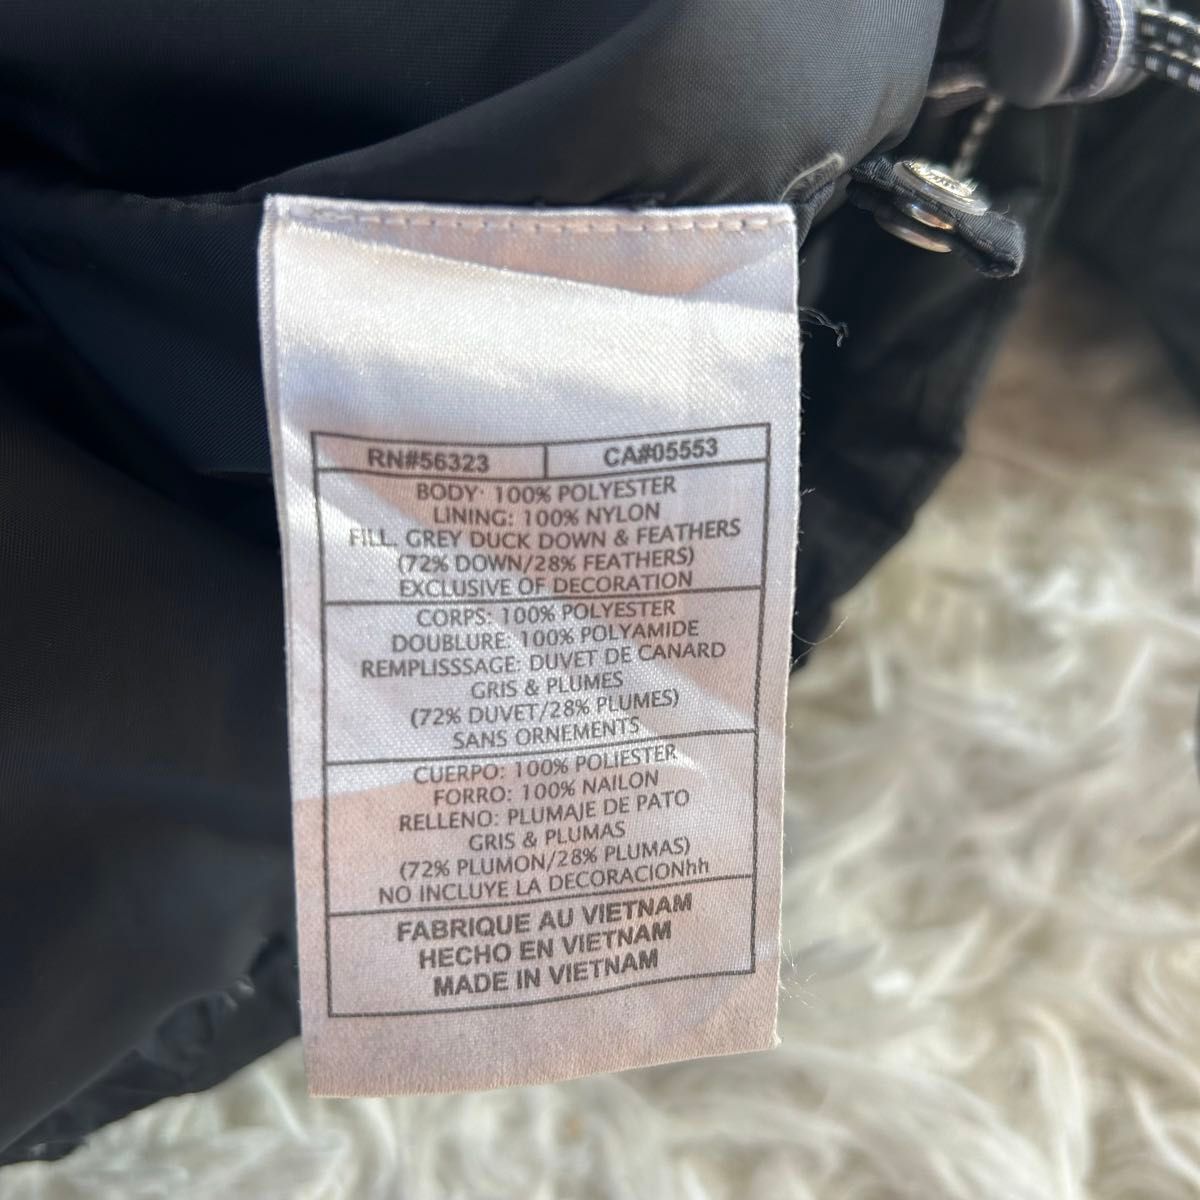 RN#56323 CA#05553
BODY: 100% POLYESTER
LINING: 100% NYLON
FILL. GREY DUCK DOWN & FEATHERS
(72% DOWN/28% FEATHERS)
EXCLUSIVE OF DECORATION
CORPS: 100% POLYESTER
DOUBLURE: 100% POLYAMIDE
REMPLISSSAGE: DUVET DE CANARD
GRIS & PLUMES
(72% DUVET/28% PLUMES)
SANS ORNEMENTS
CUERPO: 100% POLIESTER
FORRO: 100% NAILON
RELLENO: PLUMAJE DE PATO
GRIS & PLUMAS
(72% PLUMON/28% PLUMAS)
NO INCLUYE LA DECORACIONhh
FABRIQUE AU VIETNAM
HECHO EN VIETNAM
MADE IN VIETNAM